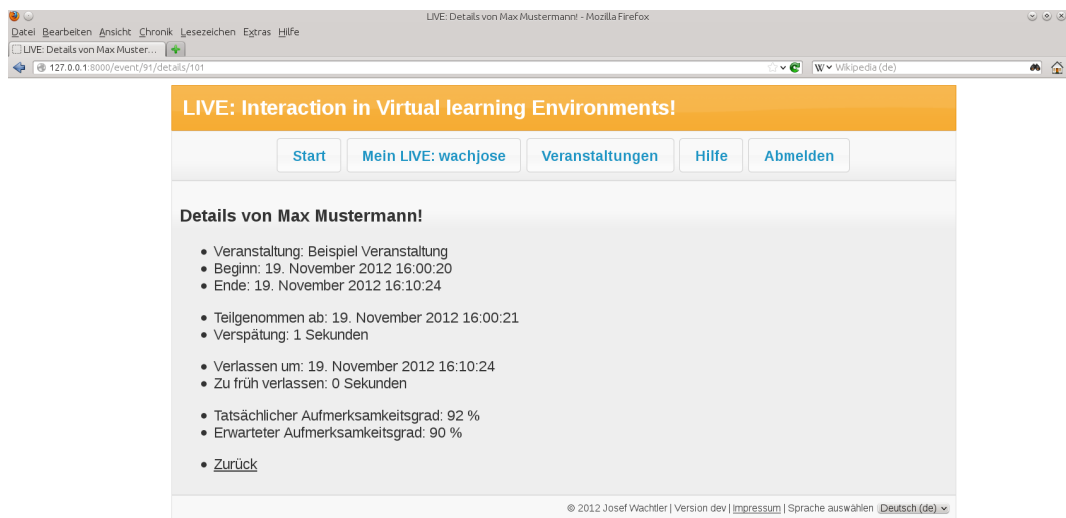 LIVE: Details von Max Mustermann! - Mozilla Firefox
Datei Bearbeiten Ansicht Chronik Lesezeichen Extras Hilfe
LIVE: Details von Max Muster...
127.0.0.1:8000/event/91/details/101
W Wikipedia (de)
LIVE: Interaction in Virtual learning Environments!
Start Mein LIVE: wachjose Veranstaltungen Hilfe Abmelden
Details von Max Mustermann!
• Veranstaltung: Beispiel Veranstaltung
• Beginn: 19. November 2012 16:00:20
• Ende: 19. November 2012 16:10:24
• Teilgenommen ab: 19. November 2012 16:00:21
• Verspätung: 1 Sekunden
• Verlassen um: 19. November 2012 16:10:24
• Zu früh verlassen: 0 Sekunden
• Tatsächlicher Aufmerksamkeitsgrad: 92 %
• Erwarteter Aufmerksamkeitsgrad: 90 %
• Zurück
© 2012 Josef Wachtler | Version dev | Impressum | Sprache auswählen Deutsch (de)